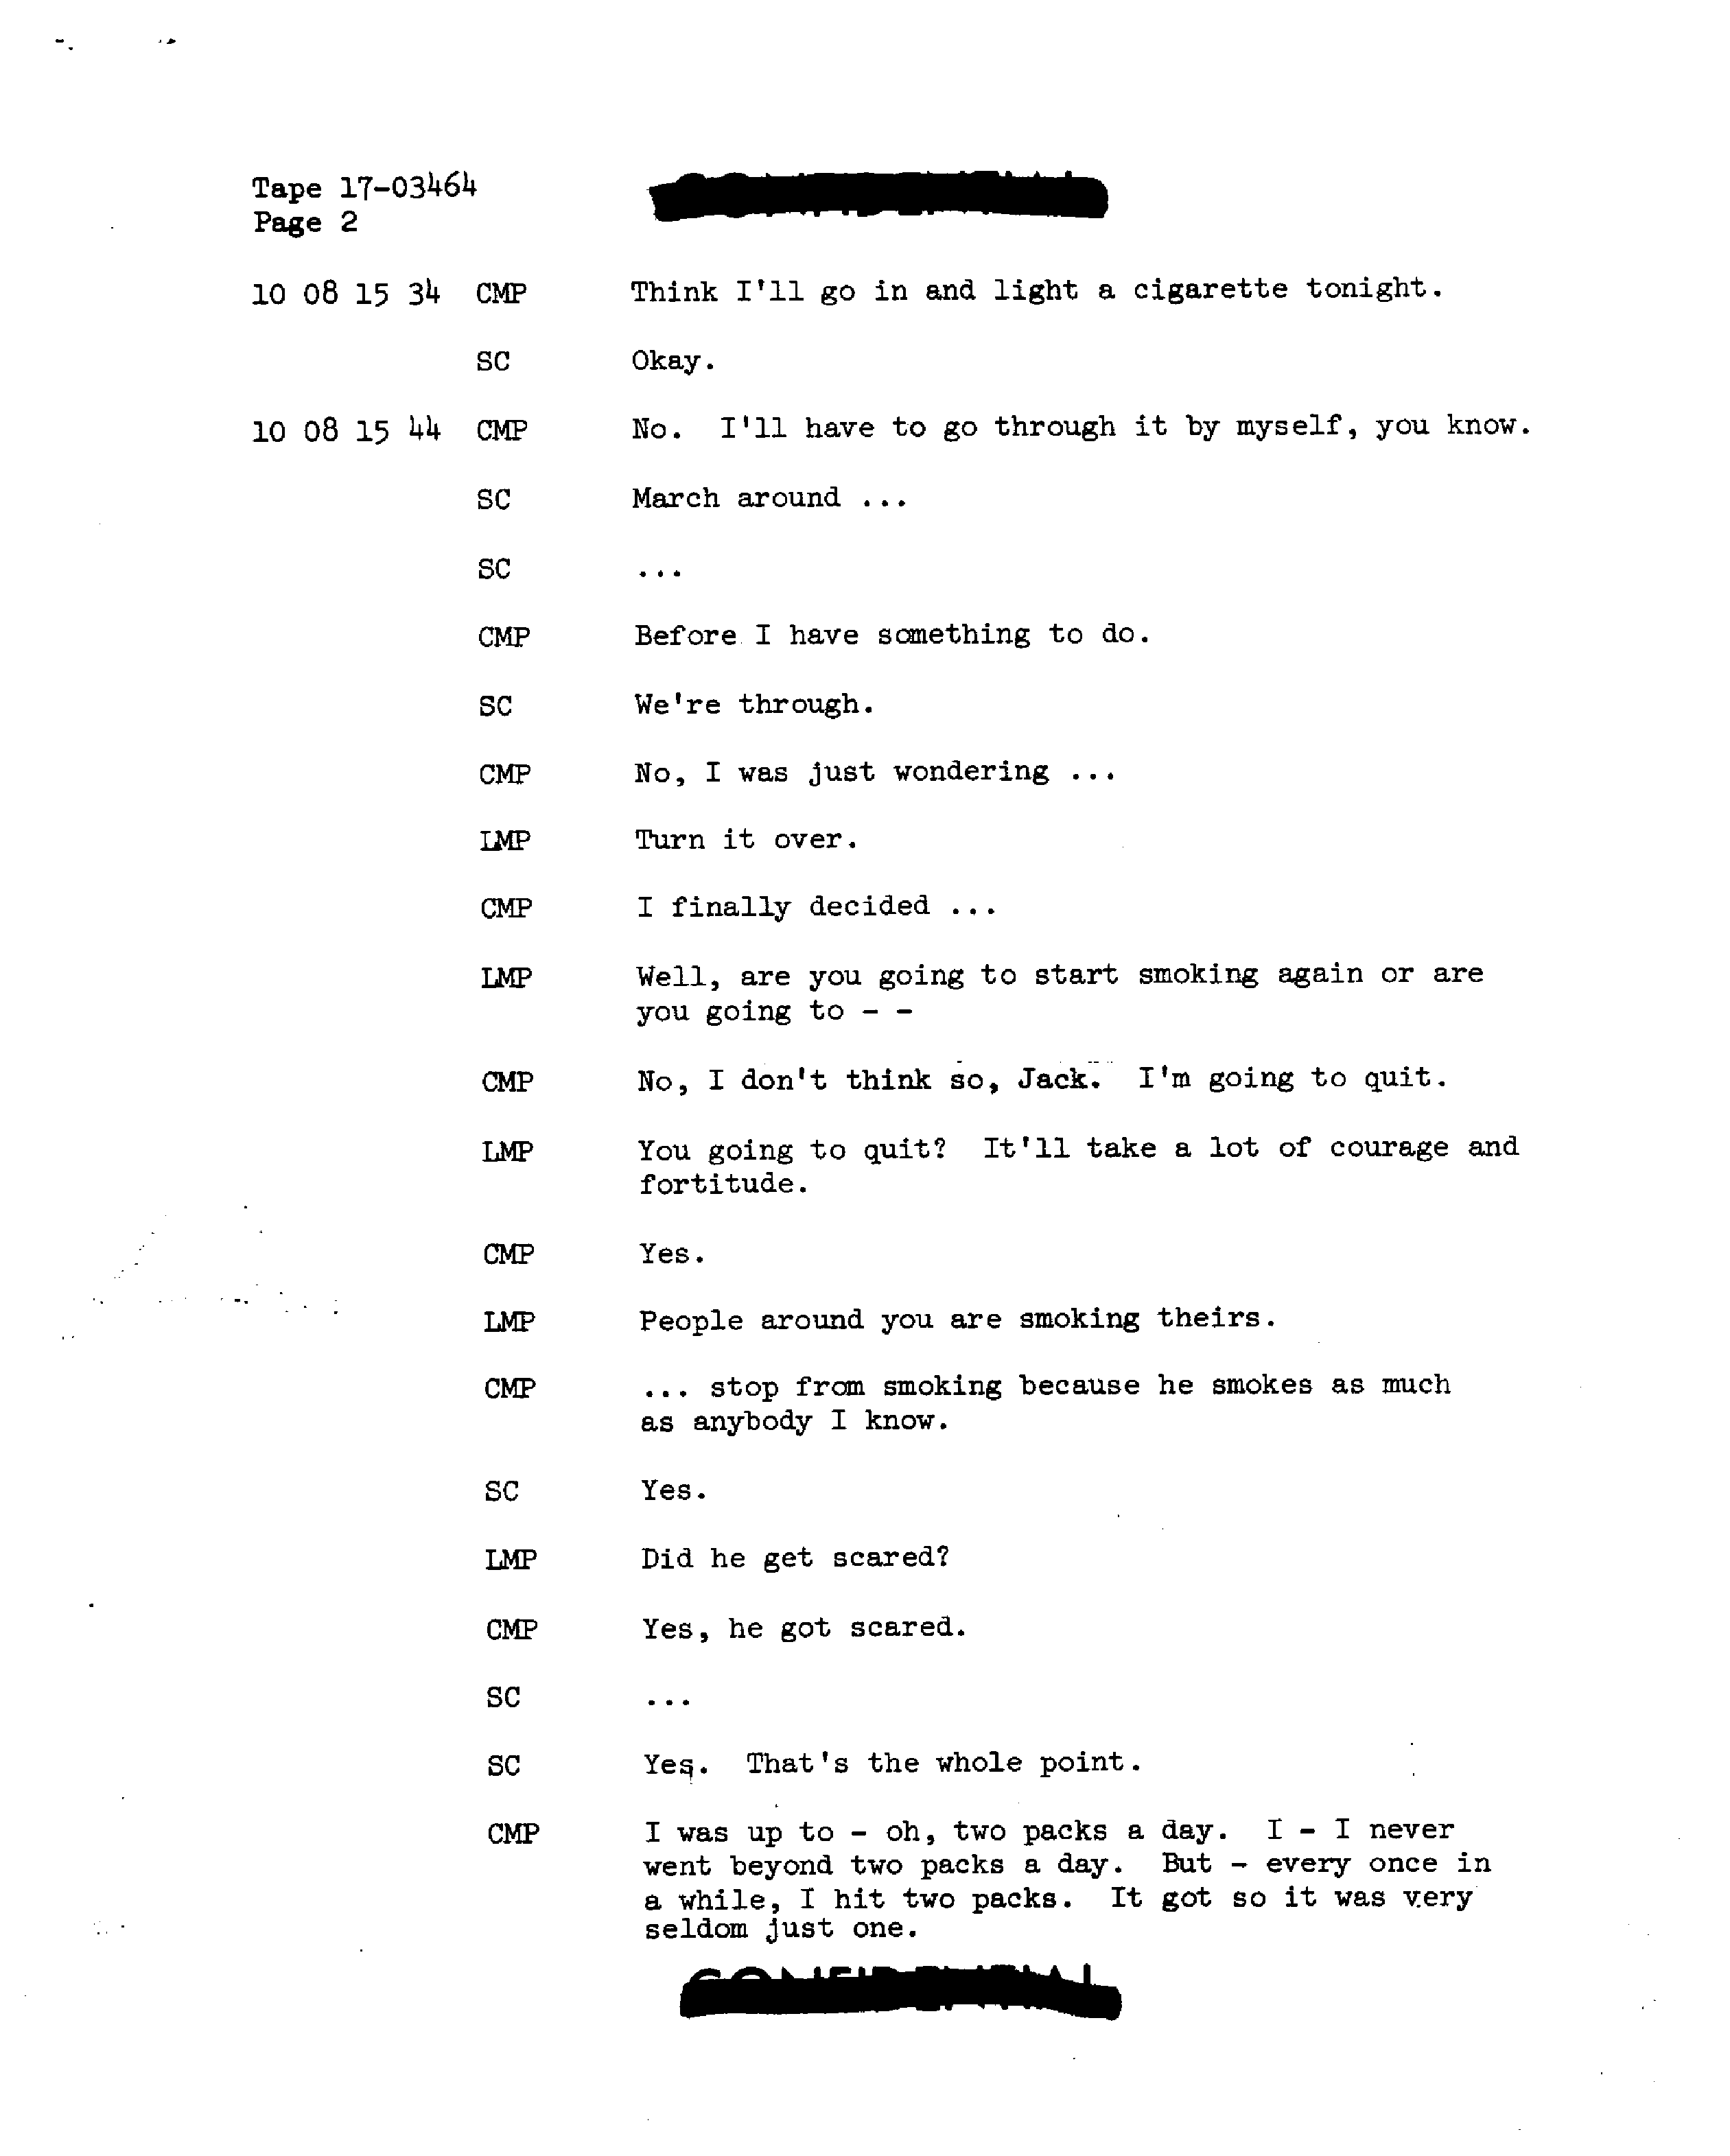 Tape 17-03464
Page 2
10 08 15 34 CMP Think I'll go in and light a cigarette tonight.
SC Okay.
10 08 15 44 CMP No. I'll have to go through it by myself, you know.
SC March around ...
SC ...
CMP Before I have something to do.
SC We're through.
CMP No, I was just wondering ...
LMP Turn it over.
CMP I finally decided ...
LMP Well, are you going to start smoking again or are
you going to - -
CMP No, I don't think so, Jack. I'm going to quit.
LMP You going to quit? It'll take a lot of courage and
fortitude.
CMP Yes.
LMP People around you are smoking theirs.
CMP ... stop from smoking because he smokes as much
as anybody I know.
SC Yes.
LMP Did he get scared?
CMP Yes, he got scared.
SC ...
SC Yes. That's the whole point.
CMP I was up to - oh, two packs a day. I - I never
went beyond two packs a day. But - every once in
a while, I hit two packs. It got so it was very
seldom just one.
CONFIDENTIAL